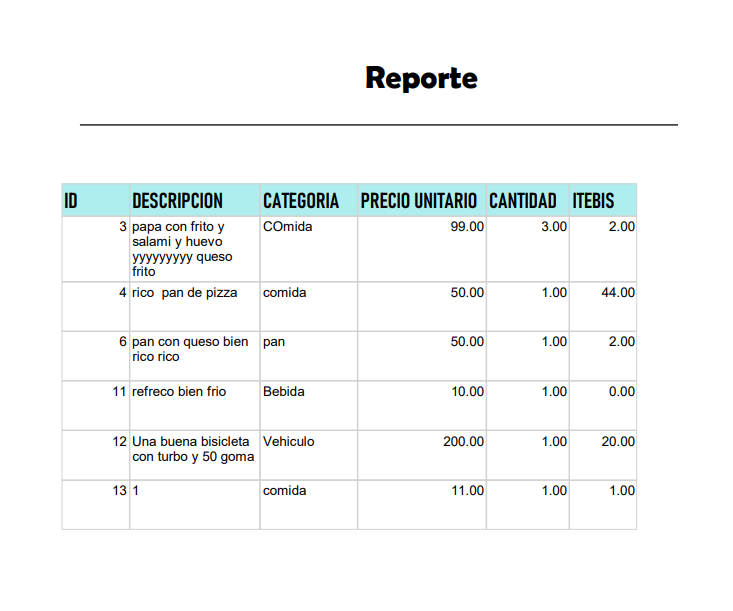 Reporte
ID DESCRIPCION CATEGORIA PRECIO UNITARIO CANTIDAD ITEBIS
3 papa con frito y COmida 99.00 3.00 2.00
salami y huevo
yyyyyyyyy queso
frito
4 rico  pan de pizza comida 50.00 1.00 44.00
6 pan con queso bien pan 50.00 1.00 2.00
rico rico
11 refreco bien frio Bebida 10.00 1.00 0.00
12 Una buena bisicleta Vehiculo 200.00 1.00 20.00
con turbo y 50 goma
13 1 comida 11.00 1.00 1.00